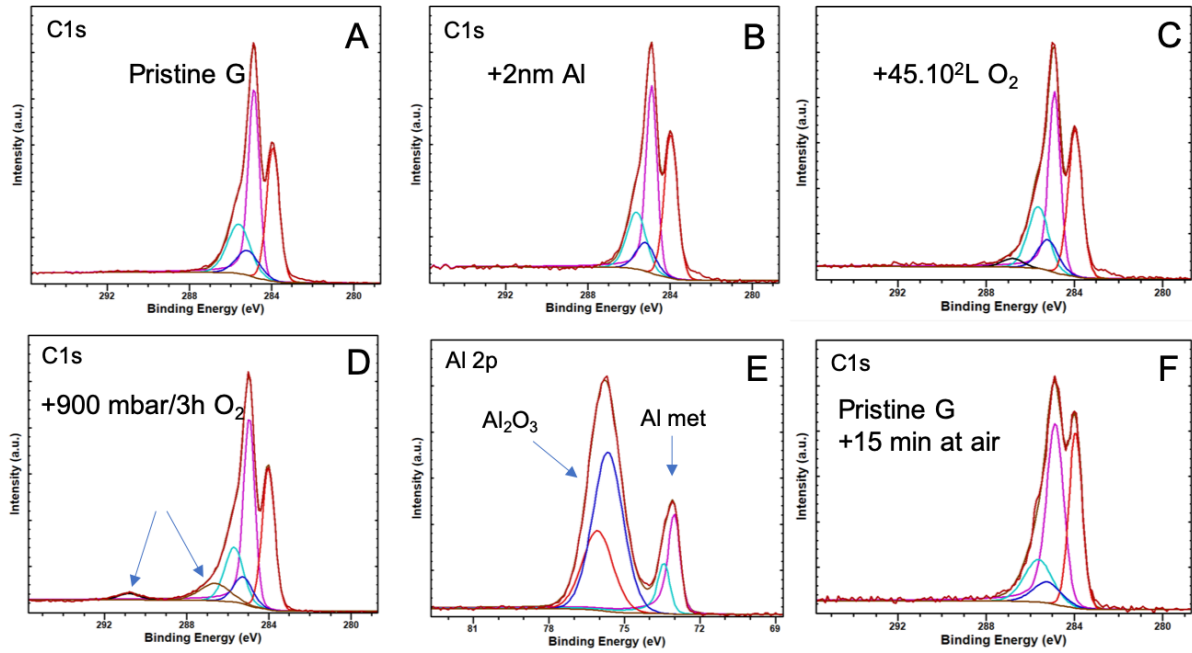 C1s
A
Pristine G
Intensity (a.u.)
292 288 284 280
Binding Energy (eV)
C1s
B
+2nm Al
Intensity (a.u.)
292 288 284 280
Binding Energy (eV)
C
+45.10²L O₂
Intensity (a.u.)
292 288 284 280
Binding Energy (eV)
C1s
D
+900 mbar/3h O₂
Intensity (a.u.)
292 288 284 280
Binding Energy (eV)
Al 2p
E
Al₂O₃
Al met
Intensity (a.u.)
81 78 75 72 69
Binding Energy (eV)
C1s
F
Pristine G
+15 min at air
Intensity (a.u.)
292 288 284 280
Binding Energy (eV)